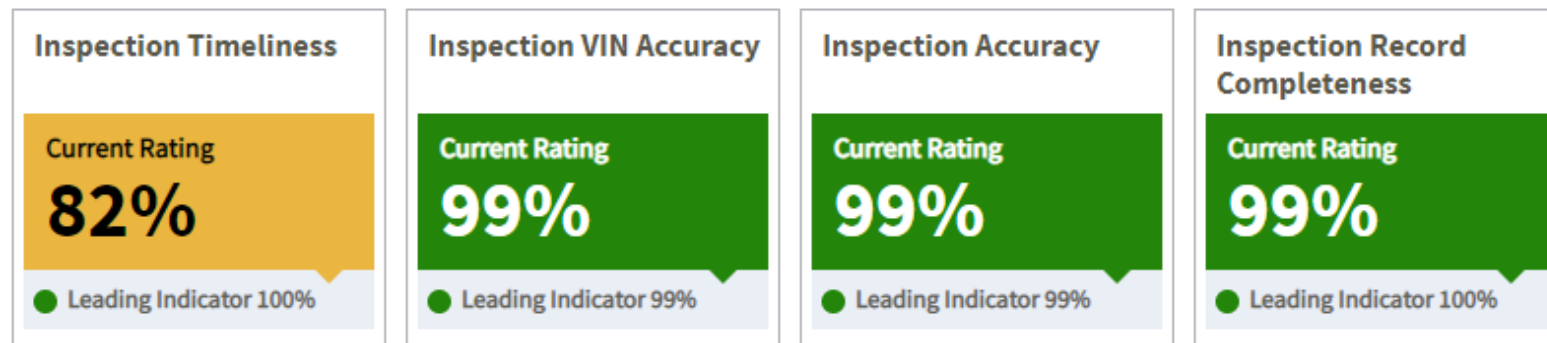 Inspection Timeliness
Current Rating
82%
Leading Indicator 100%
Inspection VIN Accuracy
Current Rating
99%
Leading Indicator 99%
Inspection Accuracy
Current Rating
99%
Leading Indicator 99%
Inspection Record
Completeness
Current Rating
99%
Leading Indicator 100%